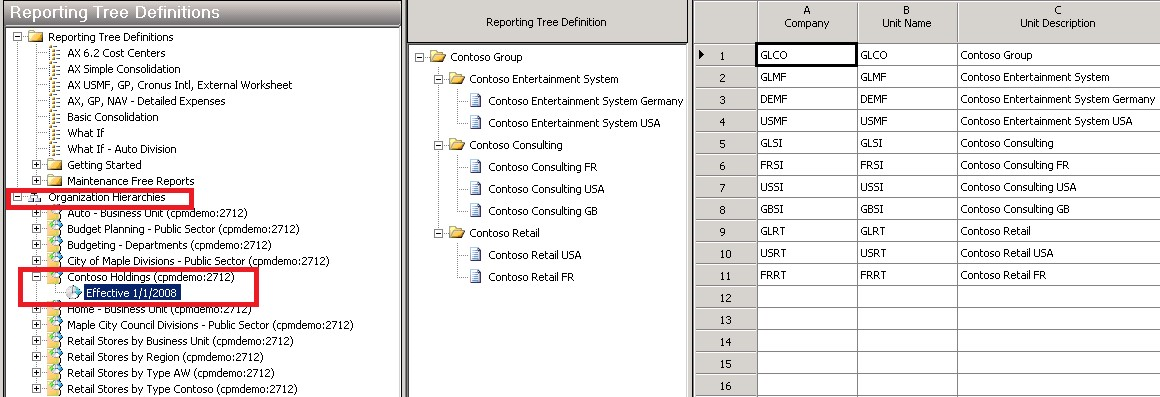 Reporting Tree Definitions
Reporting Tree Definitions
AX 6.2 Cost Centers
AX Simple Consolidation
AX USMF, GP, Cronus Intl, External Worksheet
AX, GP, NAV - Detailed Expenses
Basic Consolidation
What If
What If - Auto Division
Getting Started
Maintenance Free Reports
Organization Hierarchies
Auto - Business Unit (cpmdemo:2712)
Budget Planning - Public Sector (cpmdemo:2712)
Budgeting - Departments (cpmdemo:2712)
City of Maple Divisions - Public Sector (cpmdemo:2712)
Contoso Holdings (cpmdemo:2712)
Effective 1/1/2008
Home - Business Unit (cpmdemo:2712)
Maple City Council Divisions - Public Sector (cpmdemo:2712)
Retail Stores by Business Unit (cpmdemo:2712)
Retail Stores by Region (cpmdemo:2712)
Retail Stores by Type AW (cpmdemo:2712)
Retail Stores by Type Contoso (cpmdemo:2712)
Reporting Tree Definition
Contoso Group
Contoso Entertainment System
Contoso Entertainment System Germany
Contoso Entertainment System USA
Contoso Consulting
Contoso Consulting FR
Contoso Consulting USA
Contoso Consulting GB
Contoso Retail
Contoso Retail USA
Contoso Retail FR
A B C
Company Unit Name Unit Description
1 GLCO GLCO Contoso Group
2 GLMF GLMF Contoso Entertainment System
3 DEMF DEMF Contoso Entertainment System Germany
4 USMF USMF Contoso Entertainment System USA
5 GLSI GLSI Contoso Consulting
6 FRSI FRSI Contoso Consulting FR
7 USSI USSI Contoso Consulting USA
8 GBSI GBSI Contoso Consulting GB
9 GLRT GLRT Contoso Retail
10 USRT USRT Contoso Retail USA
11 FRRT FRRT Contoso Retail FR
12
13
14
15
16